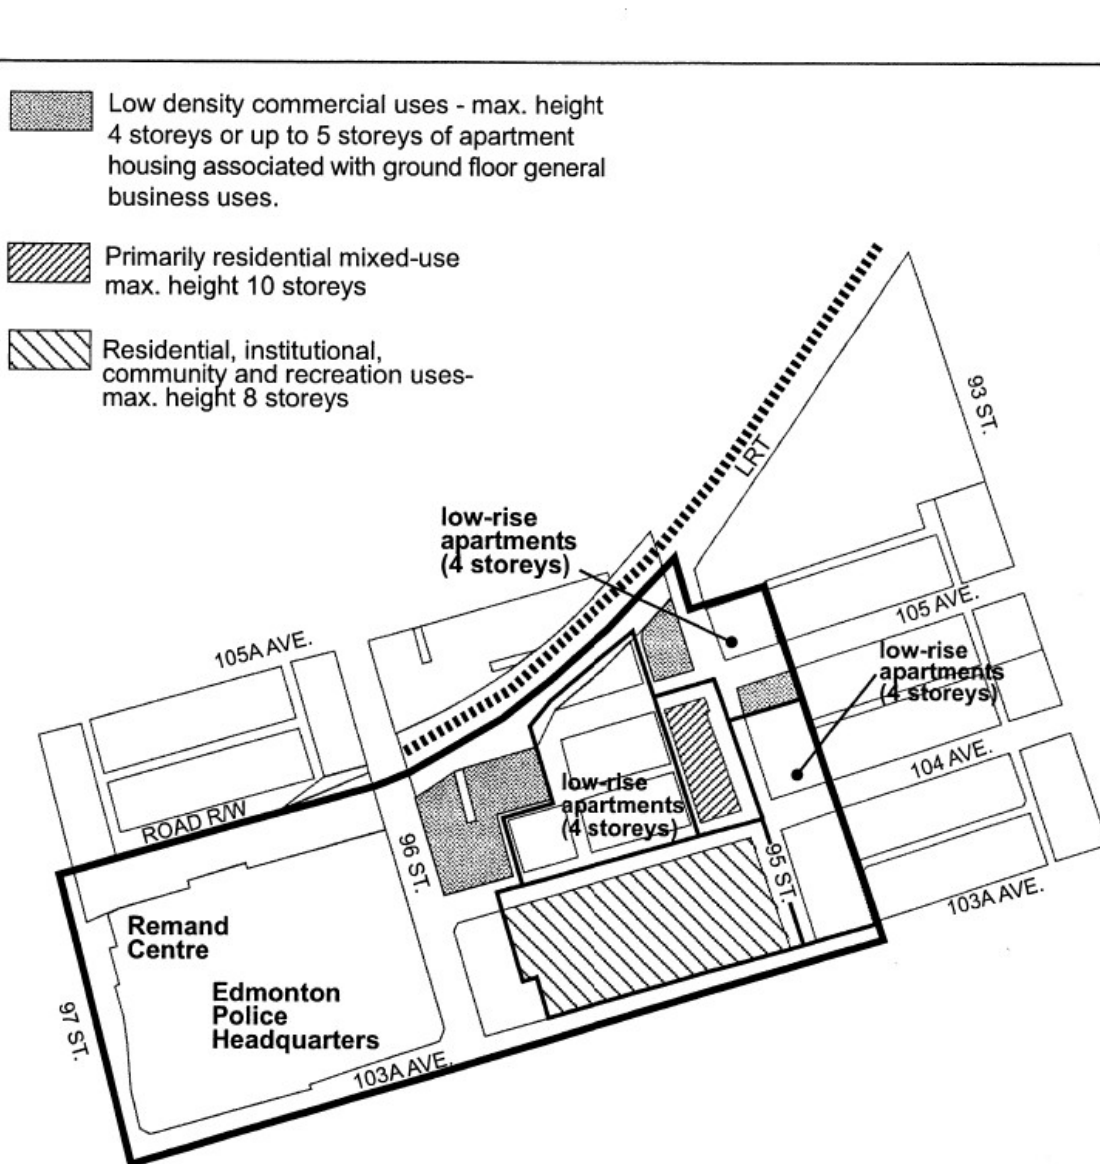 Low density commercial uses - max. height
4 storeys or up to 5 storeys of apartment
housing associated with ground floor general
business uses.
Primarily residential mixed-use
max. height 10 storeys
Residential, institutional,
community and recreation uses-
max. height 8 storeys
93 ST.
LRT
low-rise
apartments
(4 storeys)
105 AVE.
105A AVE.
low-rise
apartments
(4 storeys)
104 AVE.
low-rise
apartments
(4 storeys)
ROAD R/W
96 ST.
95 ST.
103A AVE.
Remand
Centre
Edmonton
Police
Headquarters
97 ST.
103A AVE.